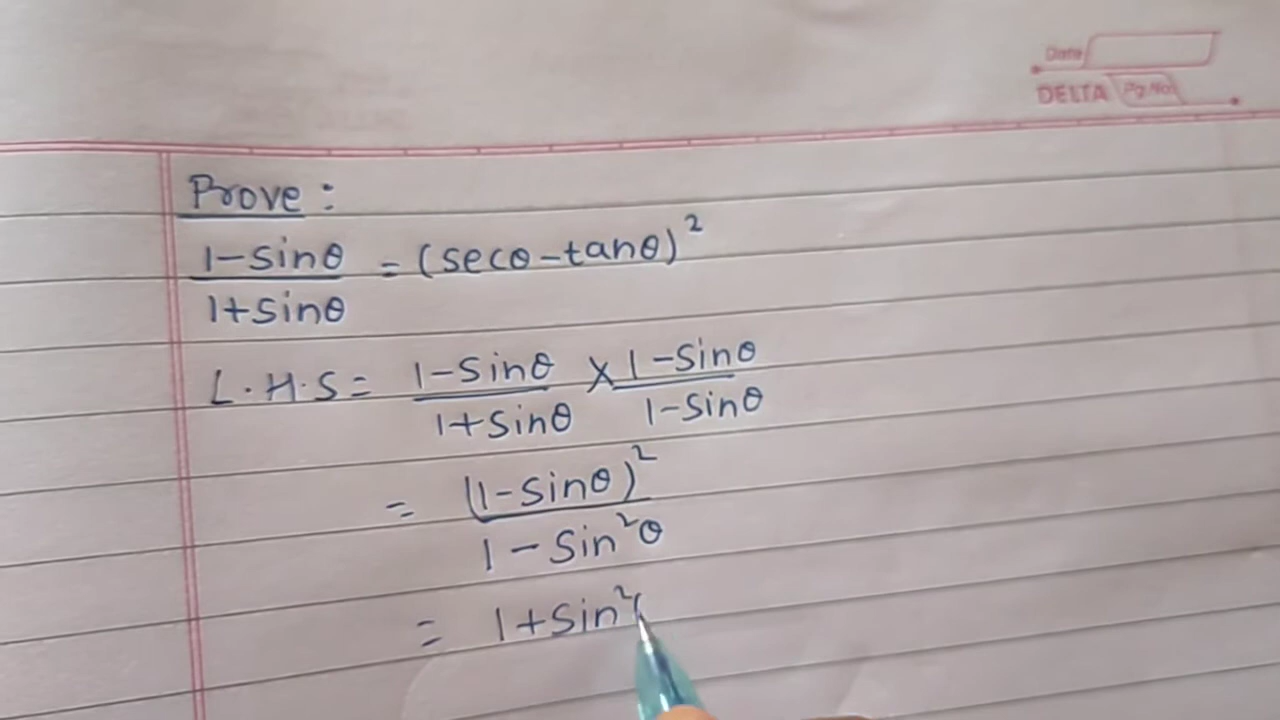 Date
DELTA Pg.No.
Prove :
1-sinθ / 1+sinθ = (secθ-tanθ)²
L.H.S = 1-sinθ / 1+sinθ × 1-sinθ / 1-sinθ
= (1-sinθ)² / 1-sin²θ
= 1+sin²